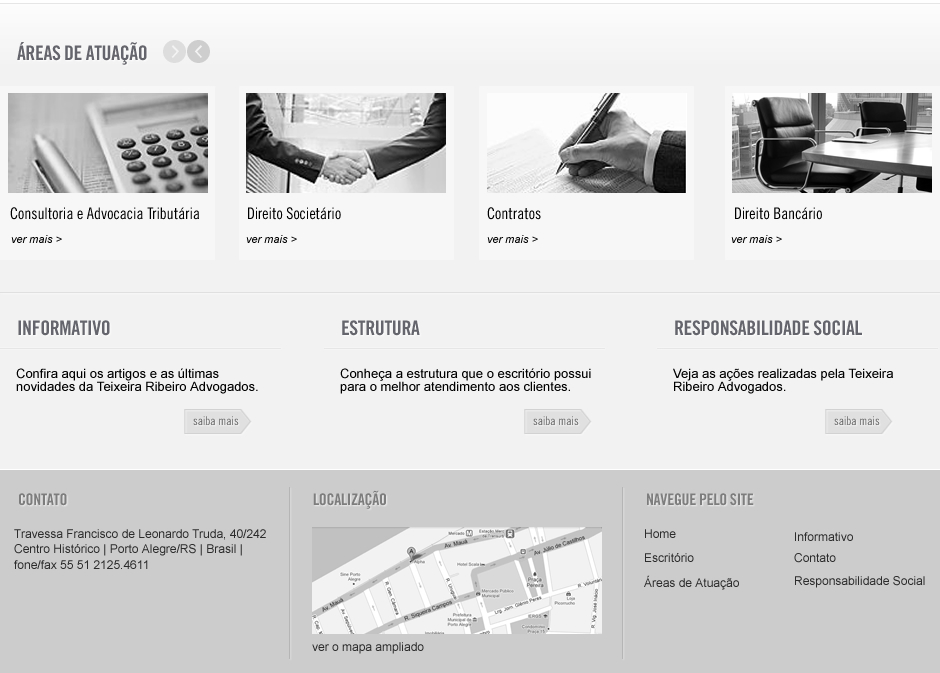 ÁREAS DE ATUAÇÃO
Consultoria e Advocacia Tributária
ver mais >
Direito Societário
ver mais >
Contratos
ver mais >
Direito Bancário
ver mais >
INFORMATIVO
Confira aqui os artigos e as últimas
novidades da Teixeira Ribeiro Advogados.
saiba mais
ESTRUTURA
Conheça a estrutura que o escritório possui
para o melhor atendimento aos clientes.
saiba mais
RESPONSABILIDADE SOCIAL
Veja as ações realizadas pela Teixeira
Ribeiro Advogados.
saiba mais
CONTATO
Travessa Francisco de Leonardo Truda, 40/242
Centro Histórico | Porto Alegre/RS | Brasil |
fone/fax 55 51 2125.4611
LOCALIZAÇÃO
Av. Mauá
Av. Júlio de Castilhos
Praça
Pereira
R. Siqueira Campos
Av. Mauá
ver o mapa ampliado
NAVEGUE PELO SITE
Home
Escritório
Áreas de Atuação
Informativo
Contato
Responsabilidade Social